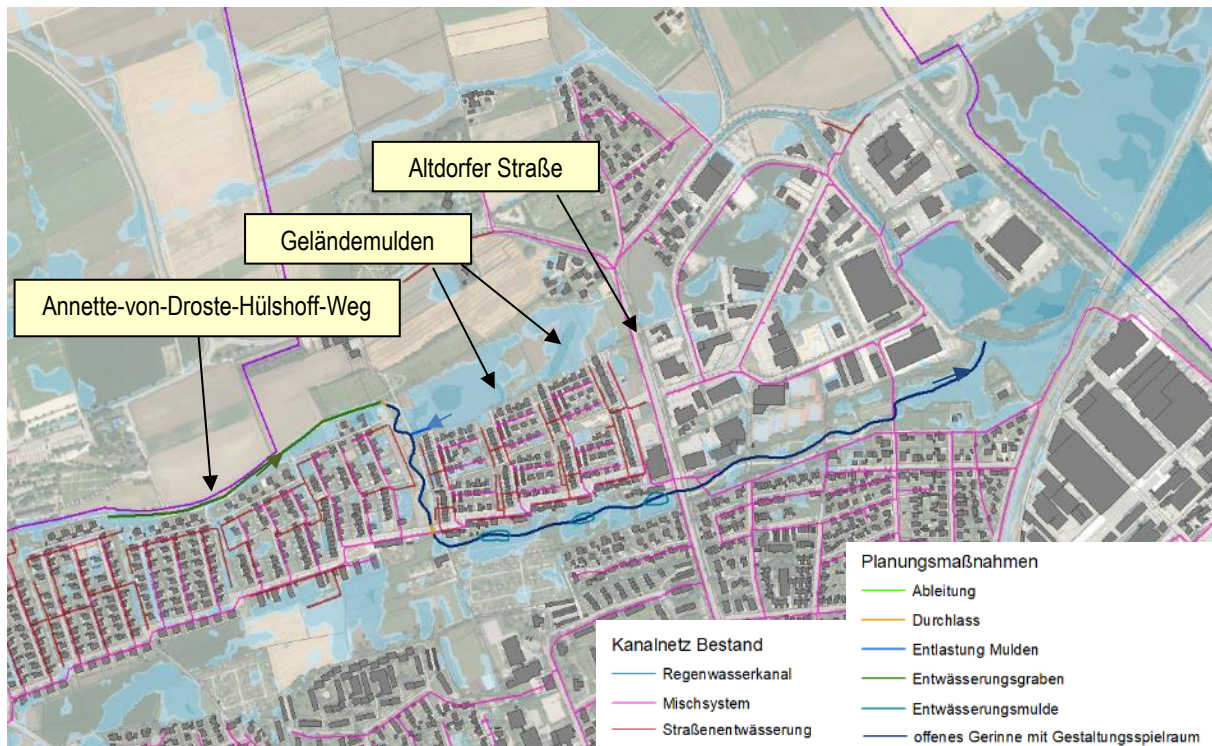 Altdorfer Straße
Geländemulden
Annette-von-Droste-Hülshoff-Weg
Kanalnetz Bestand
Regenwasserkanal
Mischsystem
Straßenentwässerung
Planungsmaßnahmen
Ableitung
Durchlass
Entlastung Mulden
Entwässerungsgraben
Entwässerungsmulde
offenes Gerinne mit Gestaltungsspielraum